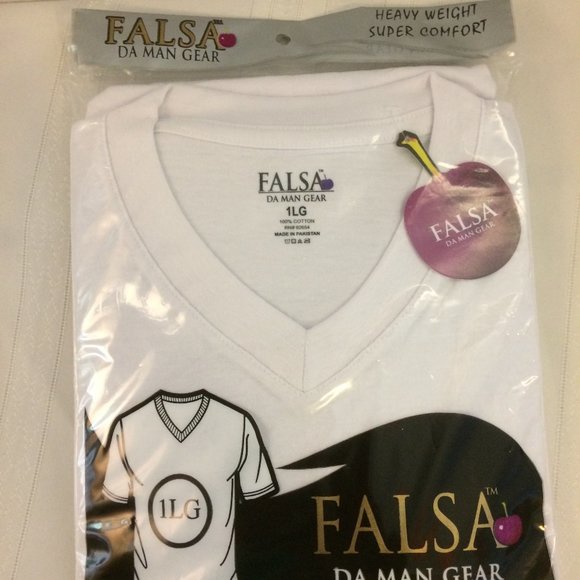 FALSA
DA MAN GEAR
HEAVY WEIGHT
SUPER COMFORT
FALSA
DA MAN GEAR
1LG
100% COTTON
MADE IN PAKISTAN
FALSA
DA MAN GEAR
1LG
FALSA™
DA MAN GEAR